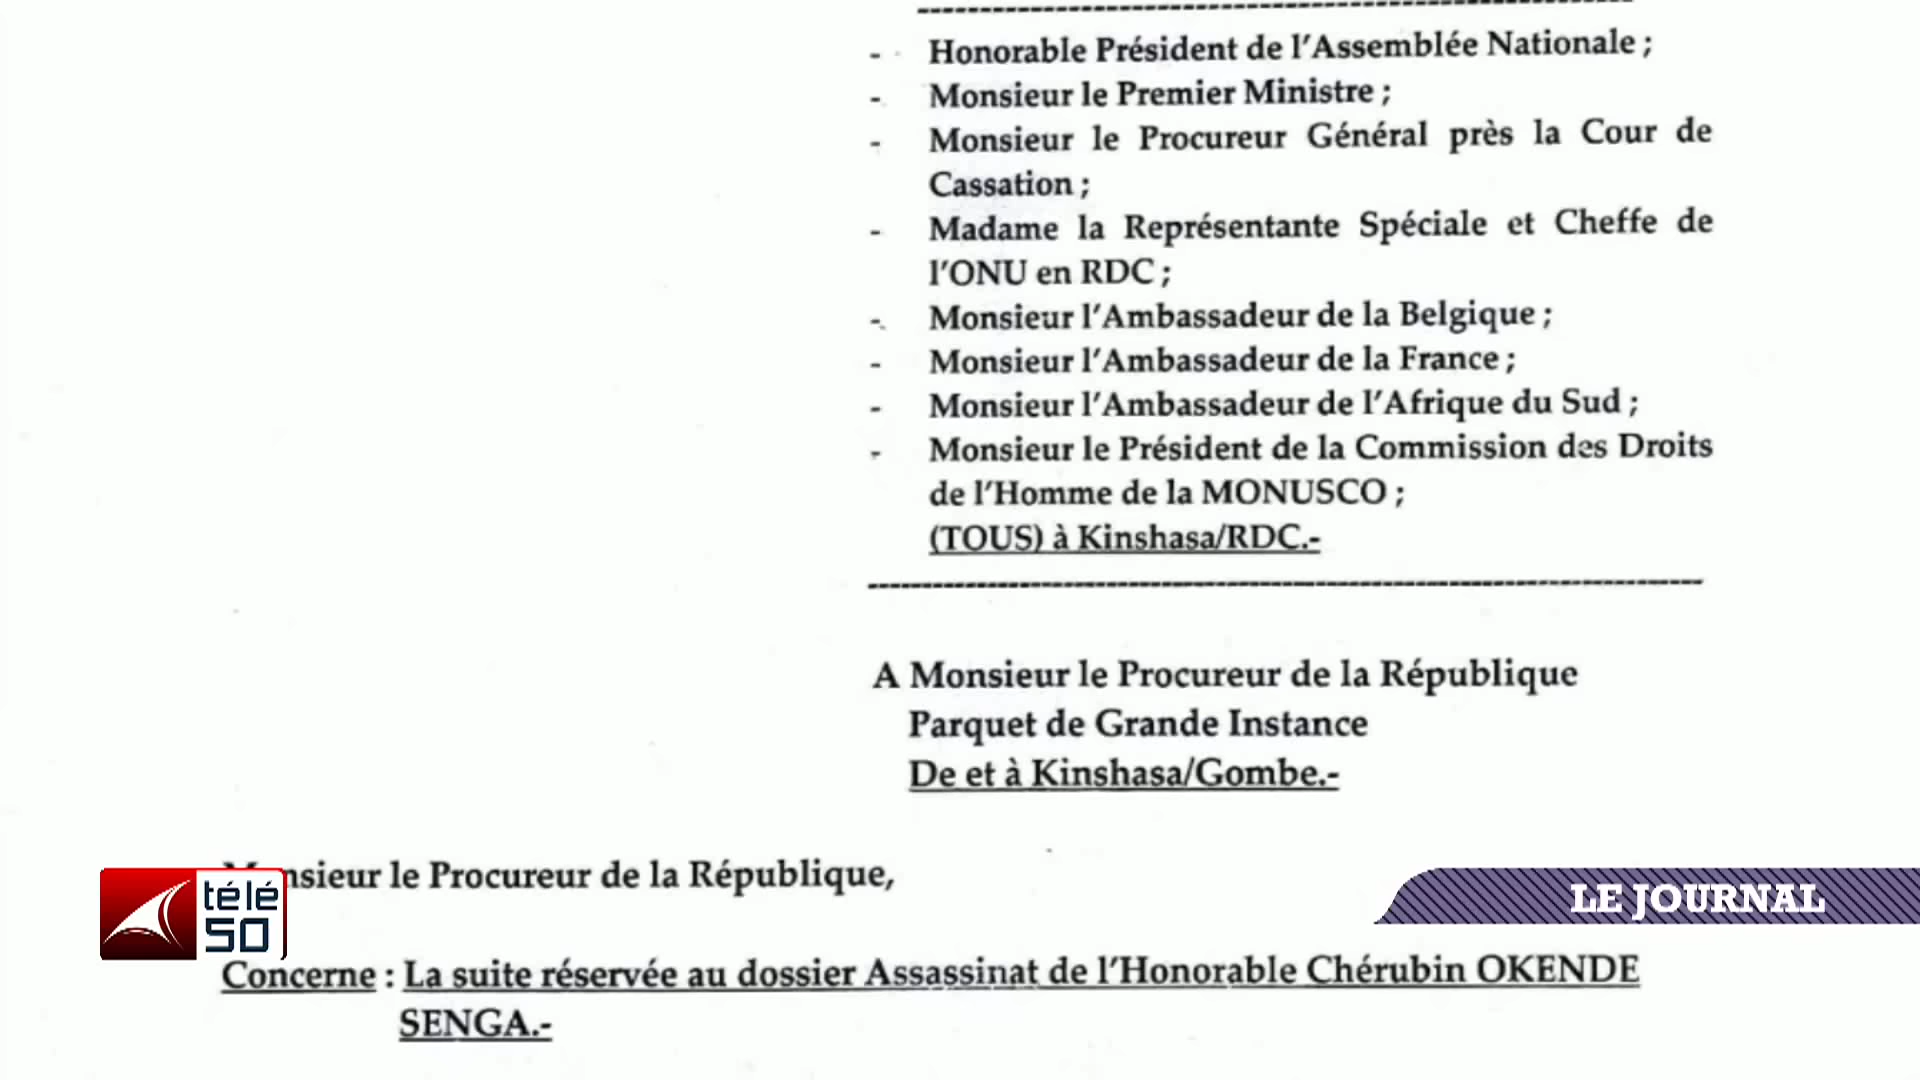 - Honorable Président de l'Assemblée Nationale ;
- Monsieur le Premier Ministre ;
- Monsieur le Procureur Général près la Cour de
Cassation ;
- Madame la Représentante Spéciale et Cheffe de
l'ONU en RDC ;
- Monsieur l'Ambassadeur de la Belgique ;
- Monsieur l'Ambassadeur de la France ;
- Monsieur l'Ambassadeur de l'Afrique du Sud ;
- Monsieur le Président de la Commission des Droits
de l'Homme de la MONUSCO ;
(TOUS) à Kinshasa/RDC.-
A Monsieur le Procureur de la République
Parquet de Grande Instance
De et à Kinshasa/Gombe.-
Monsieur le Procureur de la République,
télé
50
LE JOURNAL
Concerne : La suite réservée au dossier Assassinat de l'Honorable Chérubin OKENDE
SENGA.-